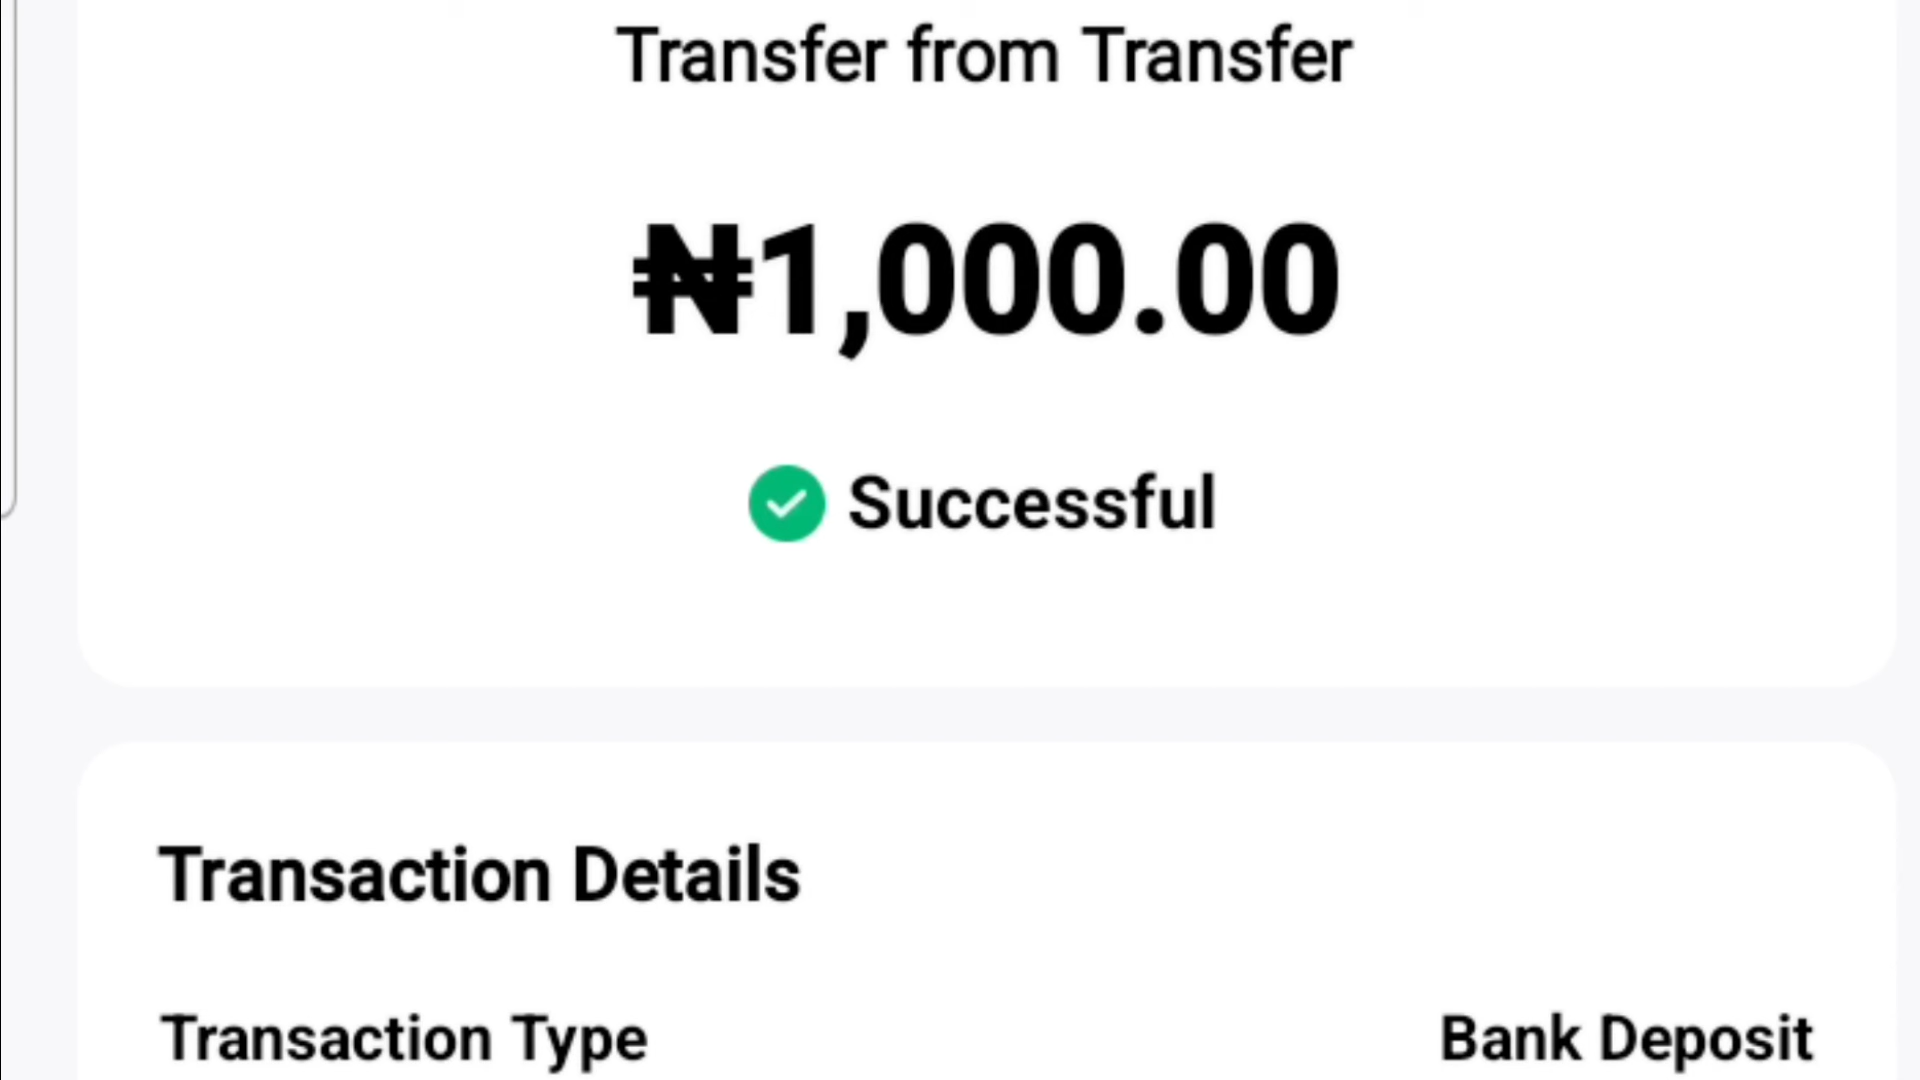 Transfer from Transfer
₦1,000.00
Successful
Transaction Details
Transaction Type Bank Deposit